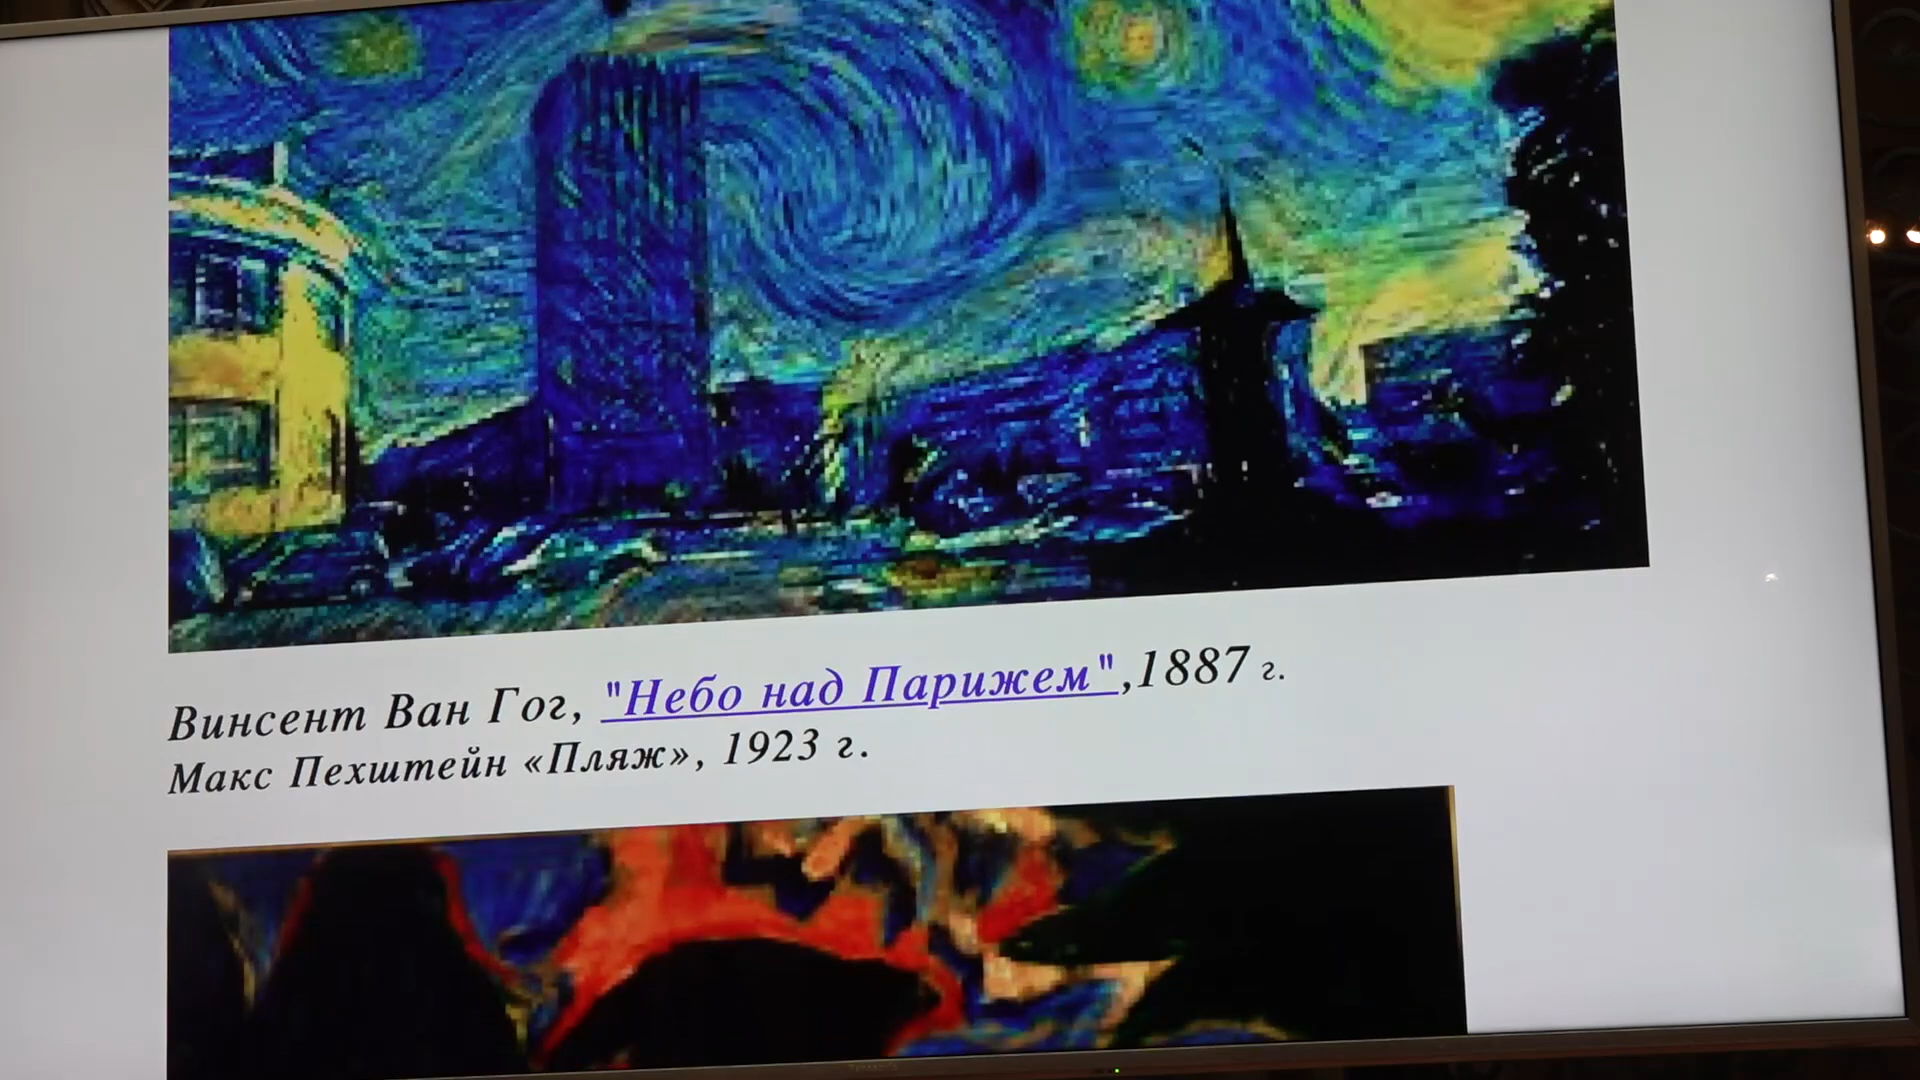 Винсент Ван Гог, "Небо над Парижем",1887 г.
Макс Пехштейн «Пляж», 1923 г.